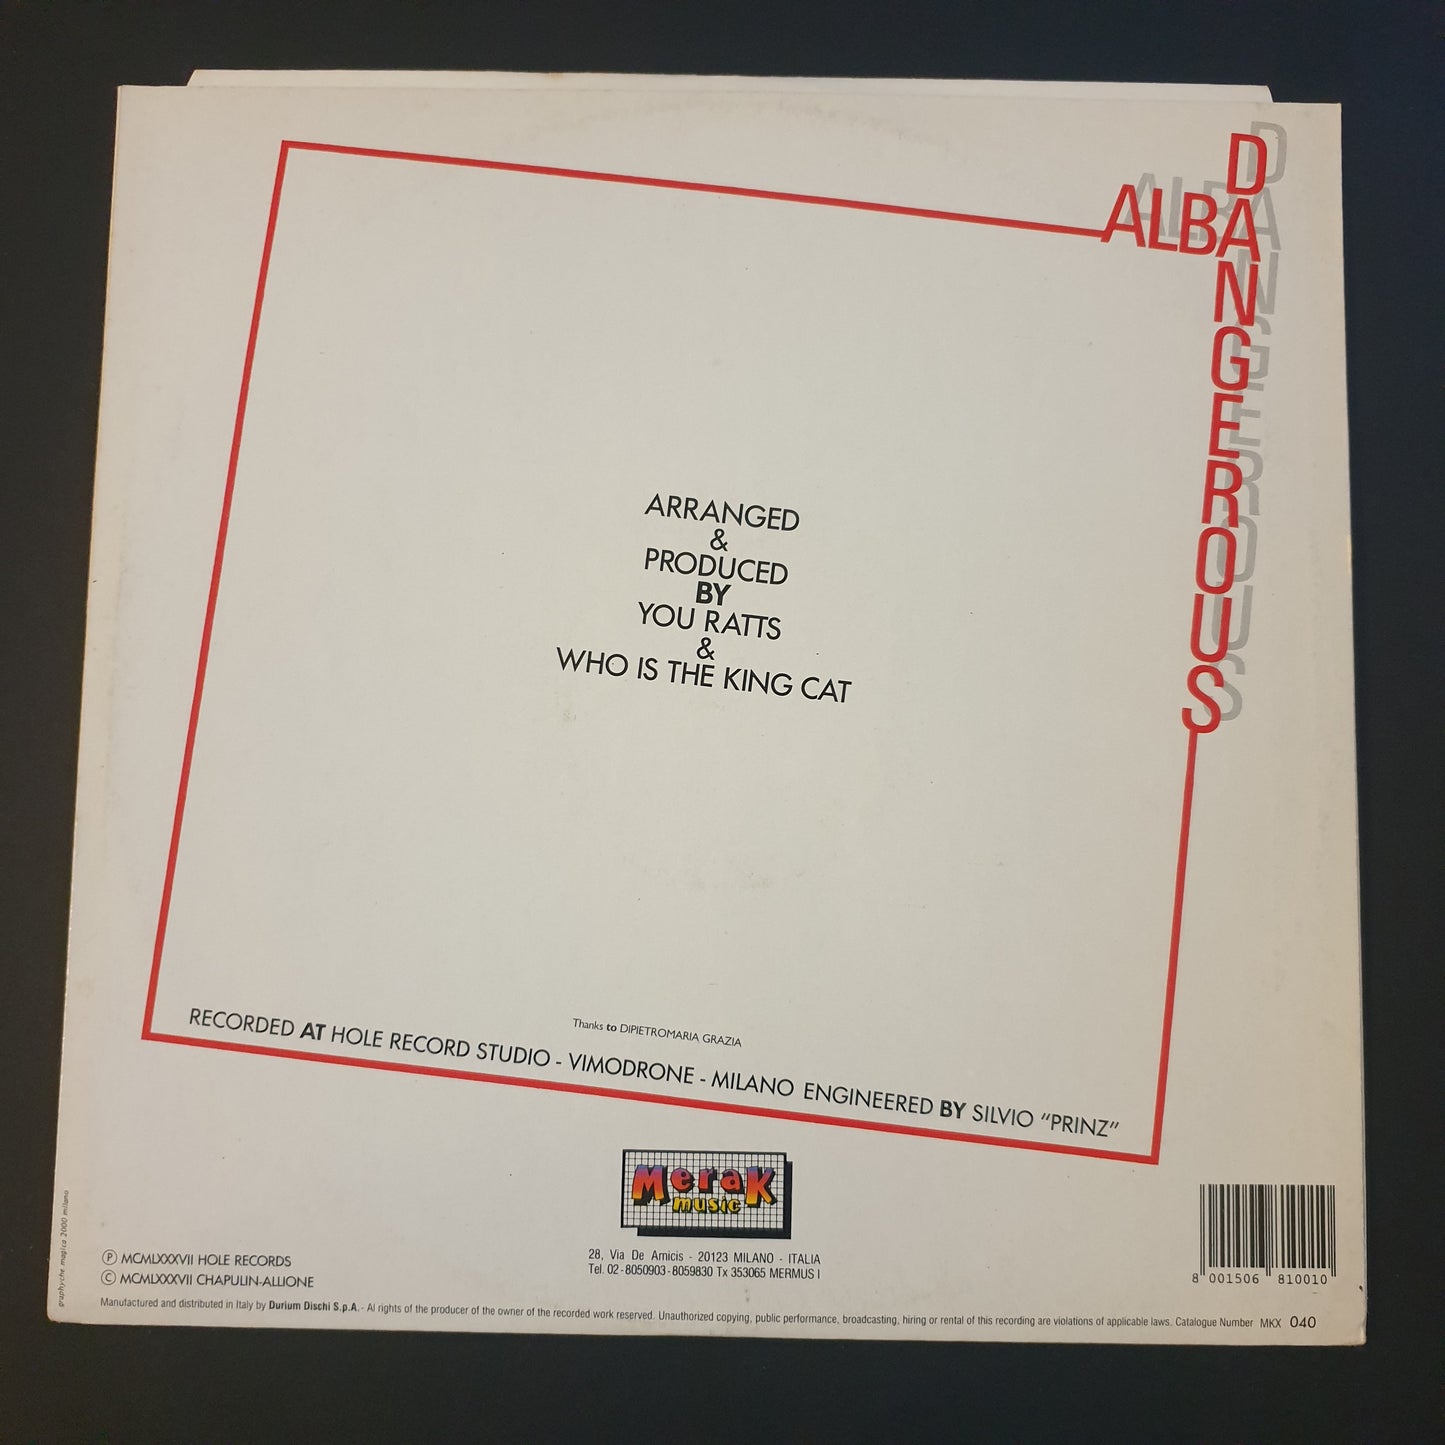 ALBA
DANGEROUS
ARRANGED
&
PRODUCED
BY
YOU RATTS
&
WHO IS THE KING CAT
Thanks to DIPIETROMARIA GRAZIA
RECORDED AT HOLE RECORD STUDIO - VIMODRONE - MILANO ENGINEERED BY SILVIO "PRINZ"
Merak
music
28, Via De Amicis - 20123 MILANO - ITALIA
Tel. 02-8050903-8059830 Tx 353065 MERMUS I
Ⓟ MCMLXXXVII HOLE RECORDS
© MCMLXXXVII CHAPULIN-ALLIONE
8 001506 810010
Manufactured and distributed in Italy by Durium Dischi S.p.A. - Al rights of the producer of the owner of the recorded work reserved. Unauthorized copying, public performance, broadcasting, hiring or rental of this recording are violations of applicable laws. Catalogue Number MKX 040
graphyche magica 2000 milano